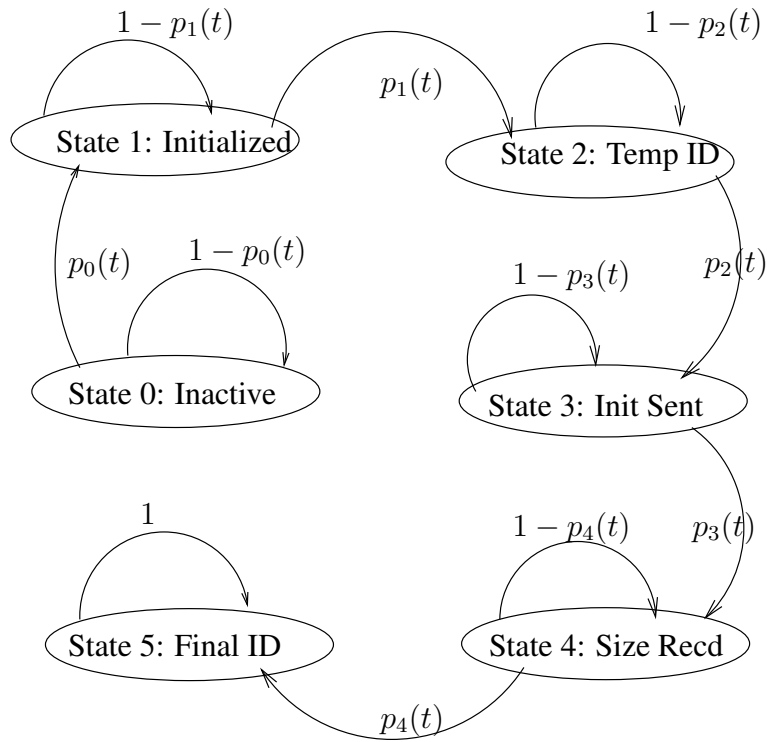 1 − p₁(t)
1 − p₂(t)
p₁(t)
State 1: Initialized
State 2: Temp ID
1 − p₀(t)
p₀(t)
p₂(t)
1 − p₃(t)
State 0: Inactive
State 3: Init Sent
1
1 − p₄(t)
p₃(t)
State 5: Final ID
State 4: Size Recd
p₄(t)